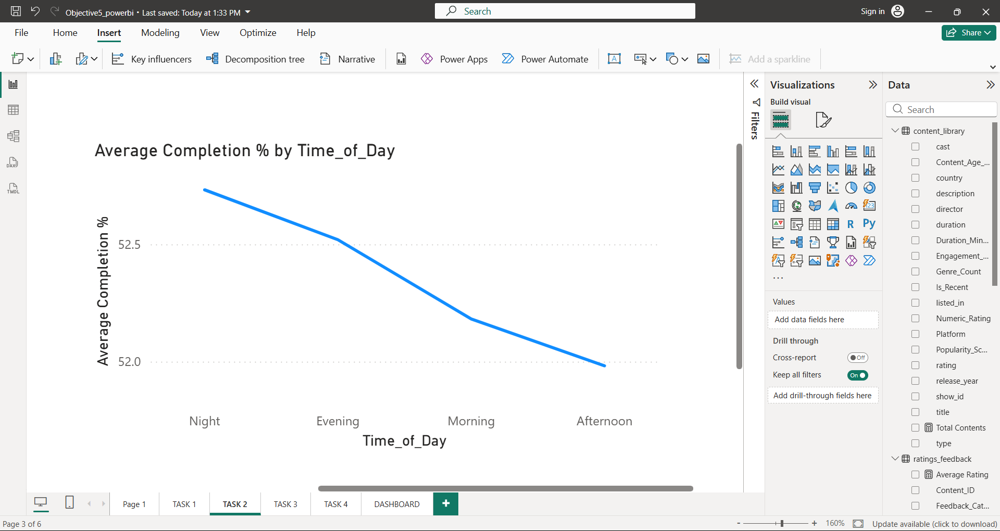 Objective5_powerbi • Last saved: Today at 1:33 PM
Search
Sign in
File Home Insert Modeling View Optimize Help
Share
Key influencers Decomposition tree Narrative Power Apps Power Automate Add a sparkline
DAX
TMDL
Average Completion % by Time_of_Day
Average Completion %
52.5
52.0
Night Evening Morning Afternoon
Time_of_Day
Filters
Visualizations
Build visual
123
R Py
...
Values
Add data fields here
Drill through
Cross-report Off
Keep all filters On
Add drill-through fields here
Data
Search
content_library
cast
Content_Age_...
country
description
director
duration
Duration_Min...
Engagement_...
Genre_Count
Is_Recent
listed_in
Numeric_Rating
Platform
Popularity_Sc...
rating
release_year
show_id
title
Total Contents
type
ratings_feedback
Average Rating
Content_ID
Feedback_Cat...
Page 1 TASK 1 TASK 2 TASK 3 TASK 4 DASHBOARD +
Page 3 of 6
- + 160% Update available (click to download)